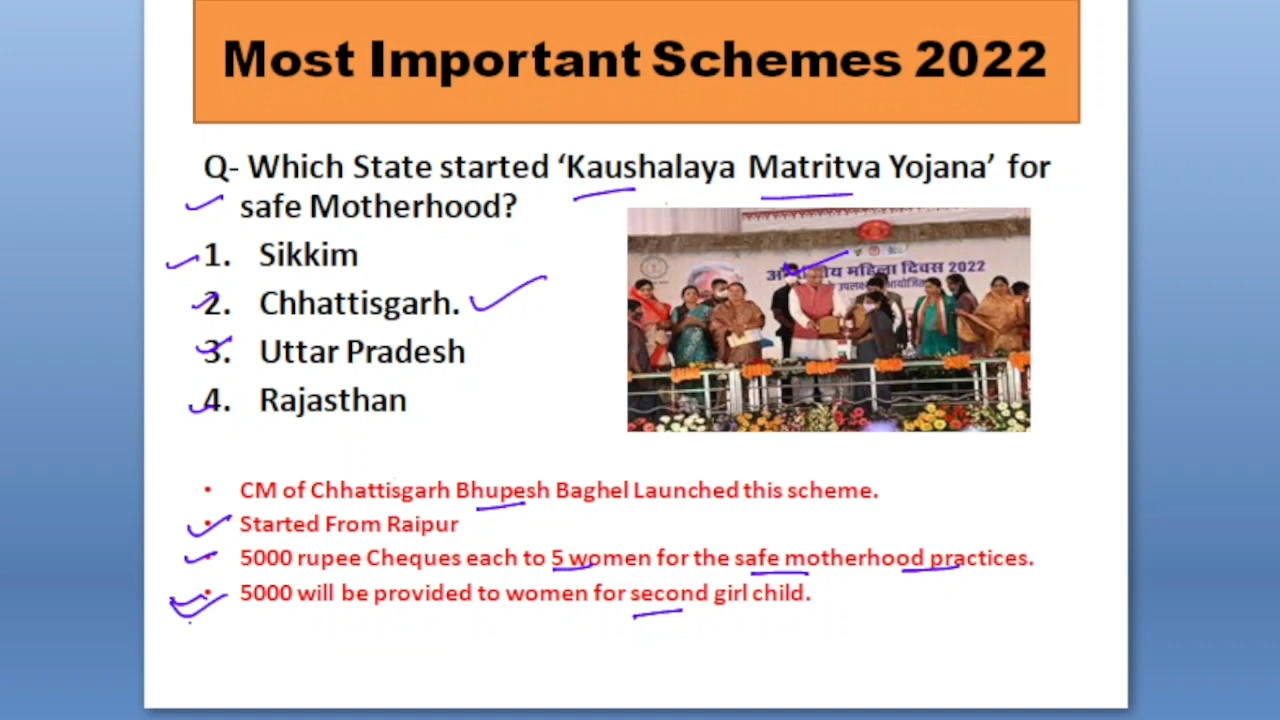 Most Important Schemes 2022
Q- Which State started ‘Kaushalaya Matritva Yojana’ for
safe Motherhood?
1. Sikkim
2. Chhattisgarh.
3. Uttar Pradesh
4. Rajasthan
महिला दिवस 2022
• CM of Chhattisgarh Bhupesh Baghel Launched this scheme.
• Started From Raipur
• 5000 rupee Cheques each to 5 women for the safe motherhood practices.
• 5000 will be provided to women for second girl child.